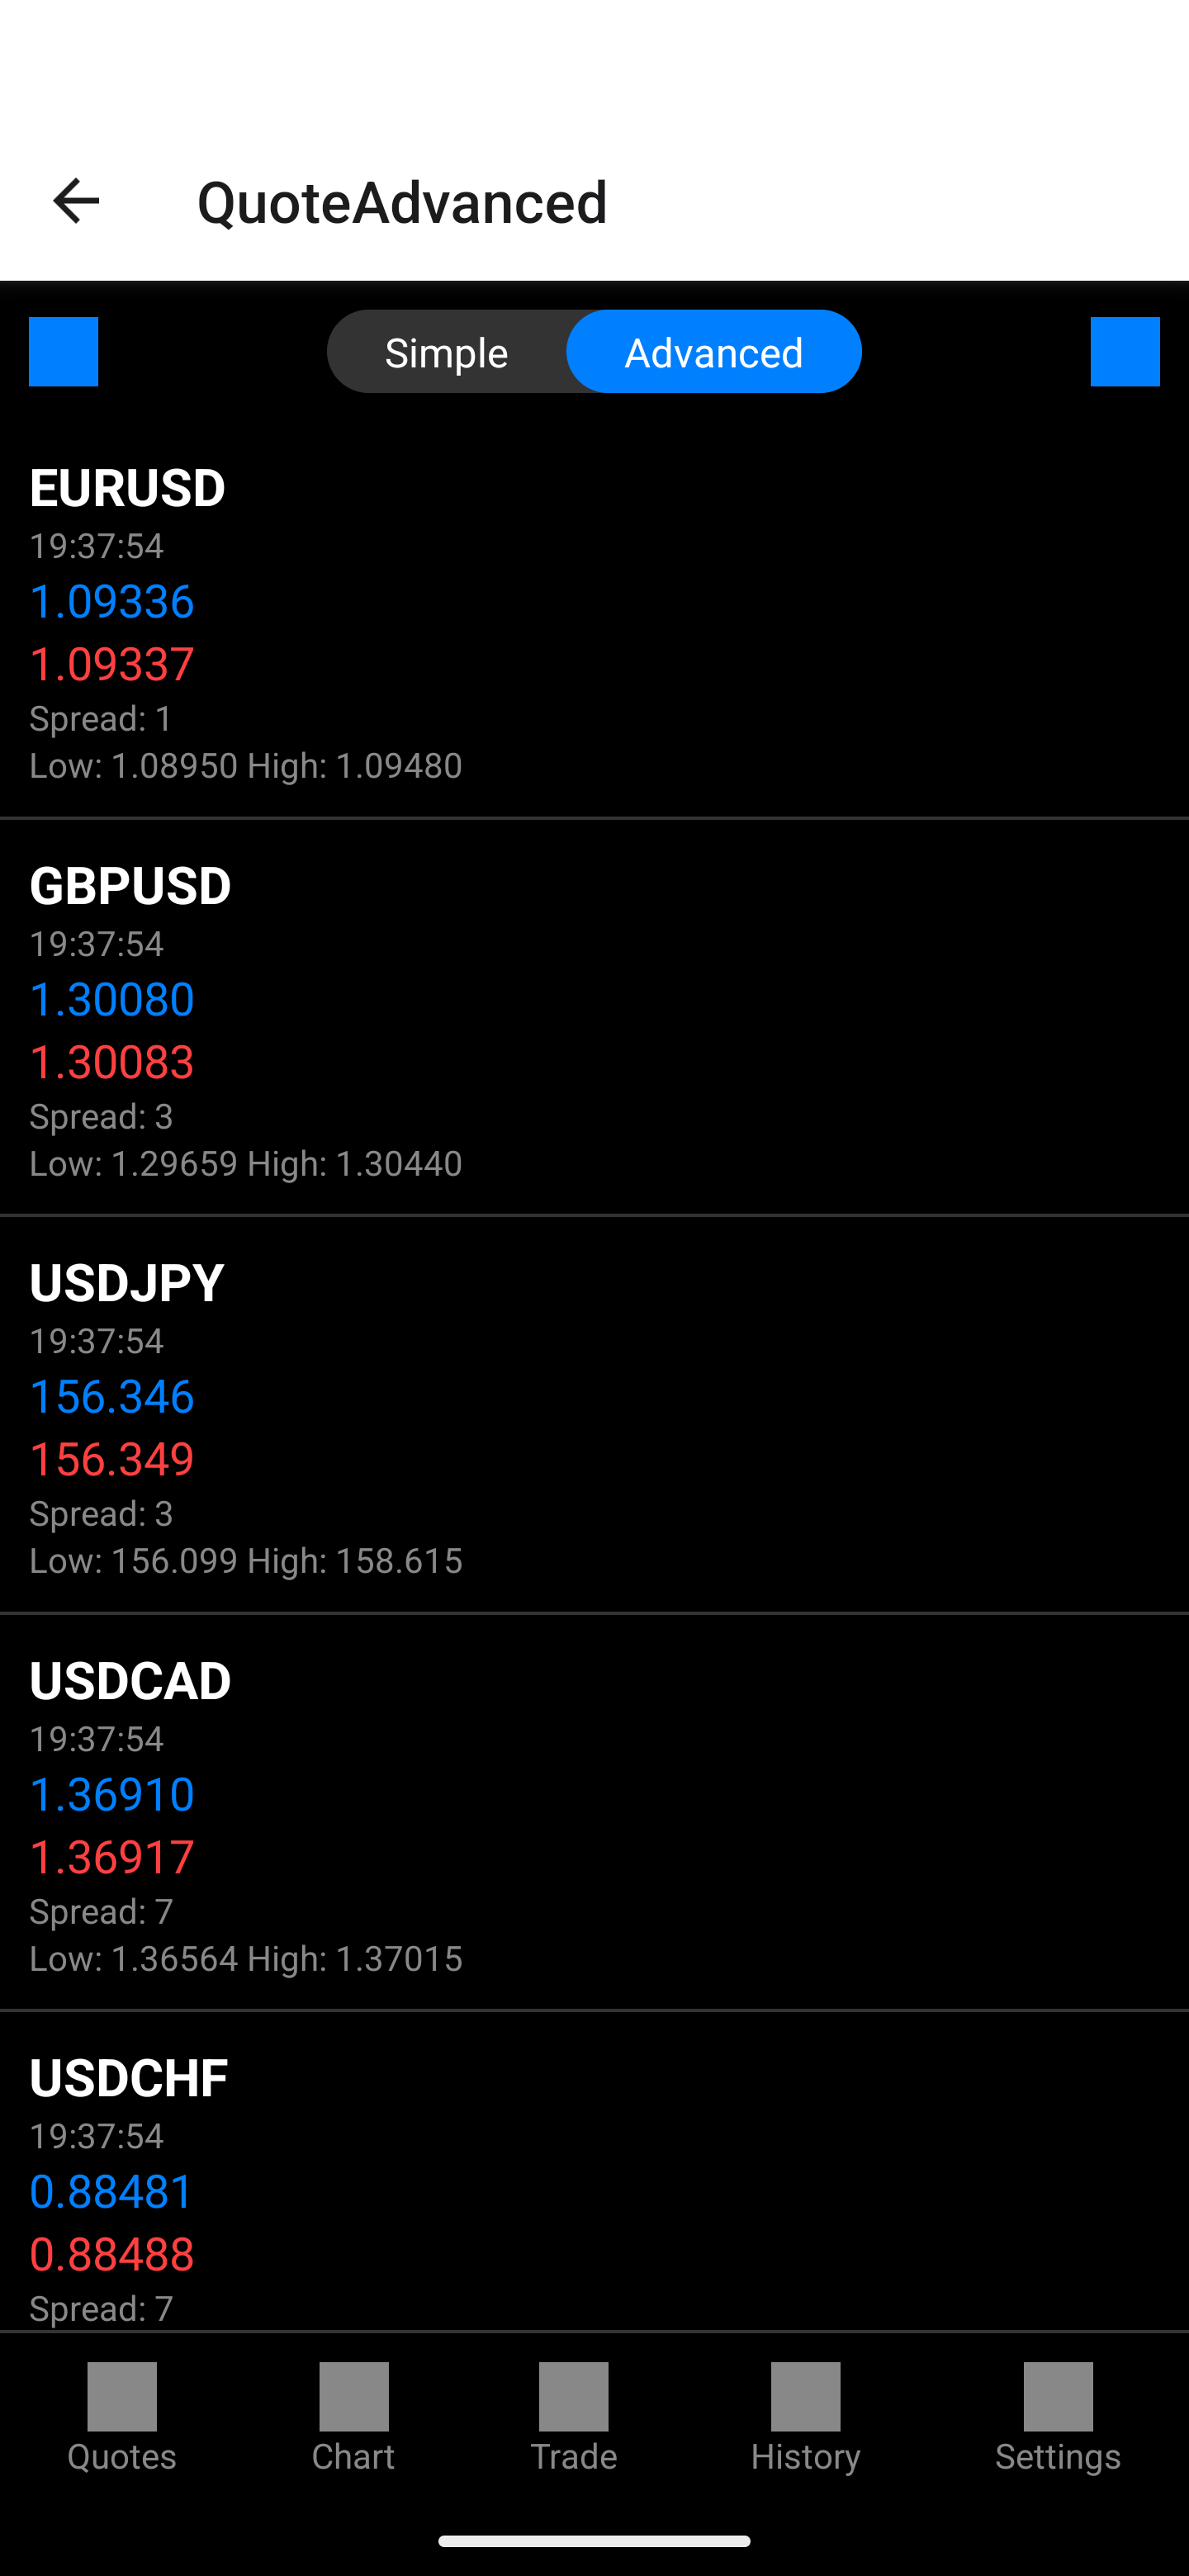 QuoteAdvanced
Simple Advanced
EURUSD
19:37:54
1.09336
1.09337
Spread: 1
Low: 1.08950 High: 1.09480
GBPUSD
19:37:54
1.30080
1.30083
Spread: 3
Low: 1.29659 High: 1.30440
USDJPY
19:37:54
156.346
156.349
Spread: 3
Low: 156.099 High: 158.615
USDCAD
19:37:54
1.36910
1.36917
Spread: 7
Low: 1.36564 High: 1.37015
USDCHF
19:37:54
0.88481
0.88488
Spread: 7
Quotes Chart Trade History Settings